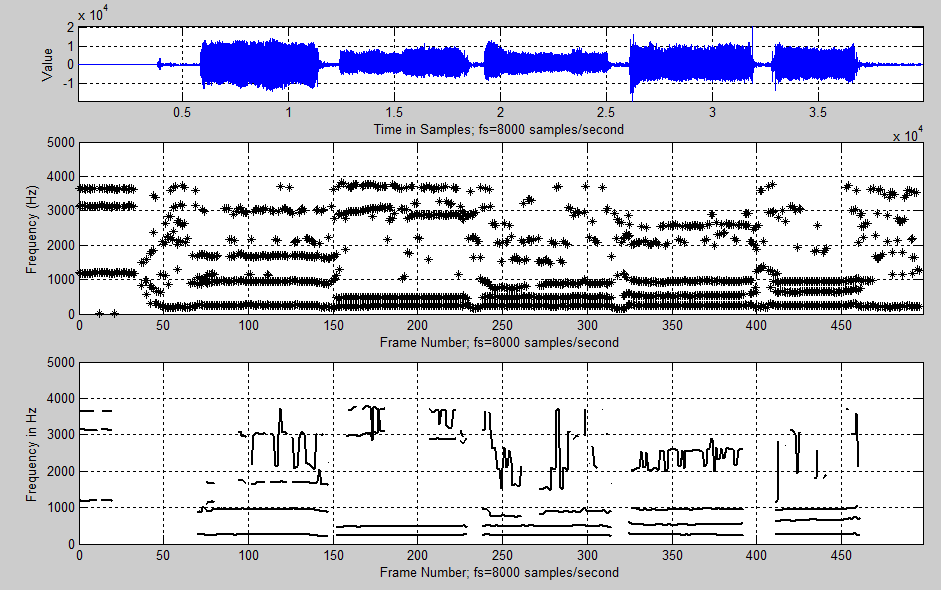 x 10^4
2
1
0
-1
Value
0.5 1 1.5 2 2.5 3 3.5
Time in Samples; fs=8000 samples/second
x 10^4
5000
4000
3000
2000
1000
0
Frequency (Hz)
0 50 100 150 200 250 300 350 400 450
Frame Number; fs=8000 samples/second
5000
4000
3000
2000
1000
0
Frequency in Hz
0 50 100 150 200 250 300 350 400 450
Frame Number; fs=8000 samples/second